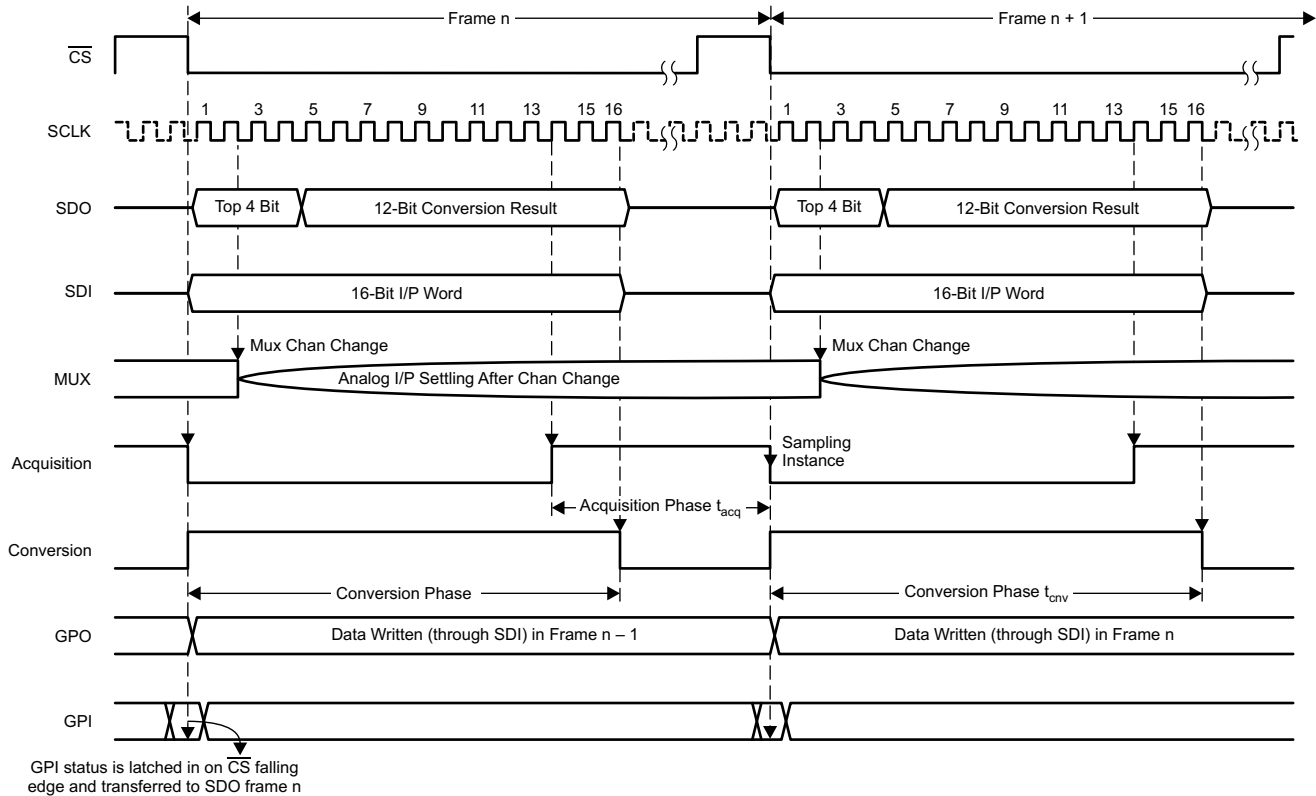 Frame n
Frame n + 1
CS
1 3 5 7 9 11 13 15 16 1 3 5 7 9 11 13 15 16
SCLK
SDO
Top 4 Bit
12-Bit Conversion Result
Top 4 Bit
12-Bit Conversion Result
SDI
16-Bit I/P Word
16-Bit I/P Word
Mux Chan Change
Mux Chan Change
MUX
Analog I/P Settling After Chan Change
Acquisition
Sampling
Instance
Acquisition Phase tacq
Conversion
Conversion Phase
Conversion Phase tcnv
GPO
Data Written (through SDI) in Frame n – 1
Data Written (through SDI) in Frame n
GPI
GPI status is latched in on CS falling
edge and transferred to SDO frame n